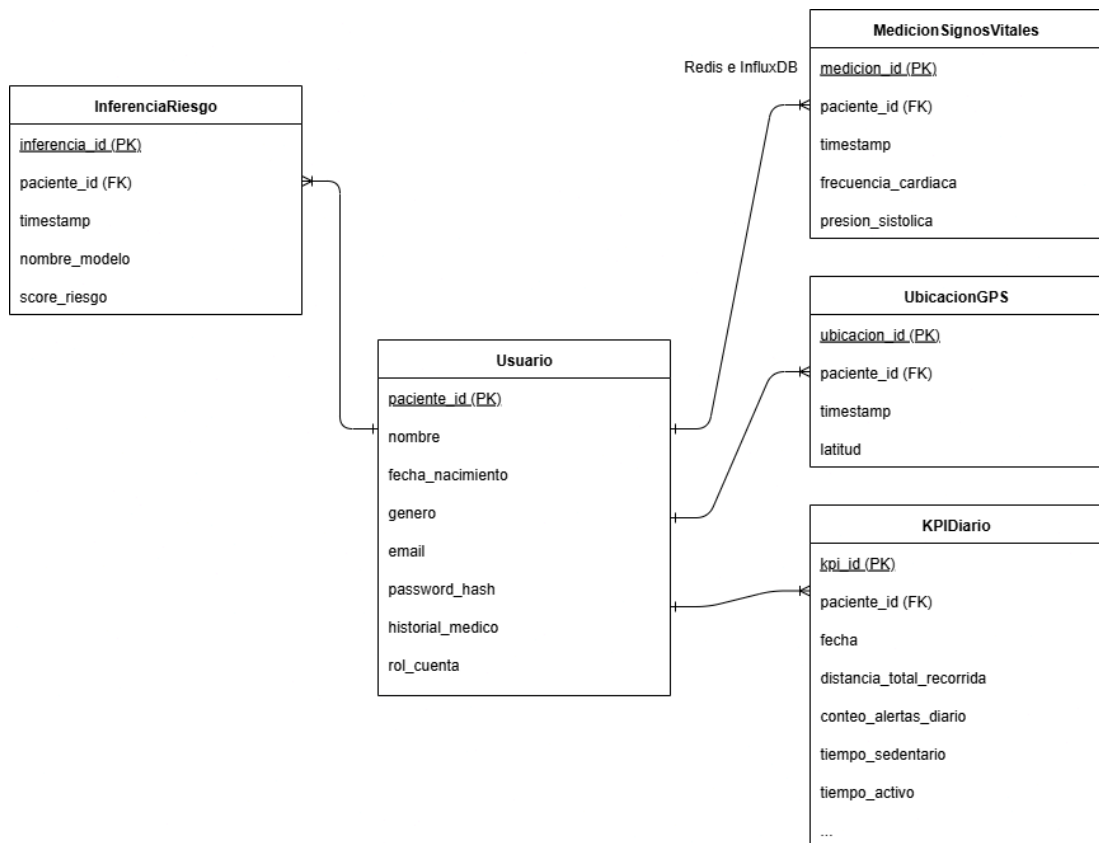 MedicionSignosVitales
Redis e InfluxDB
medicion_id (PK)
paciente_id (FK)
timestamp
frecuencia_cardiaca
presion_sistolica
InferenciaRiesgo
inferencia_id (PK)
paciente_id (FK)
timestamp
nombre_modelo
score_riesgo
UbicacionGPS
ubicacion_id (PK)
paciente_id (FK)
timestamp
latitud
Usuario
paciente_id (PK)
nombre
fecha_nacimiento
genero
email
password_hash
historial_medico
rol_cuenta
KPIDiario
kpi_id (PK)
paciente_id (FK)
fecha
distancia_total_recorrida
conteo_alertas_diario
tiempo_sedentario
tiempo_activo
...